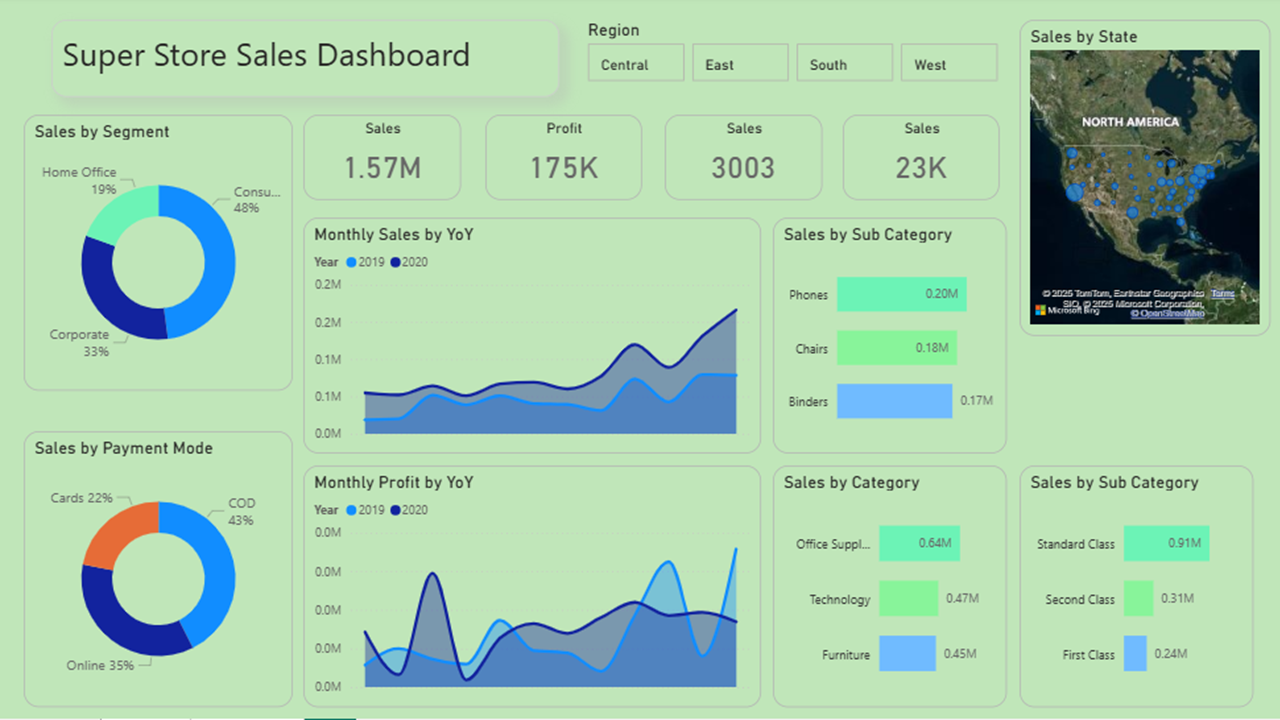 Super Store Sales Dashboard
Region
Central
East
South
West
Sales by State
NORTH AMERICA
© 2025 TomTom, Earthstar Geographics
SIO, © 2025 Microsoft Corporation,
© OpenStreetMap
Terms
Microsoft Bing
Sales by Segment
Home Office
19%
Consu...
48%
Corporate
33%
Sales
1.57M
Profit
175K
Sales
3003
Sales
23K
Monthly Sales by YoY
Year 2019 2020
0.2M
0.2M
0.1M
0.1M
0.0M
Sales by Sub Category
Phones 0.20M
Chairs 0.18M
Binders 0.17M
Sales by Payment Mode
Cards 22%
COD
43%
Online 35%
Monthly Profit by YoY
Year 2019 2020
0.0M
0.0M
0.0M
0.0M
0.0M
Sales by Category
Office Suppl... 0.64M
Technology 0.47M
Furniture 0.45M
Sales by Sub Category
Standard Class 0.91M
Second Class 0.31M
First Class 0.24M